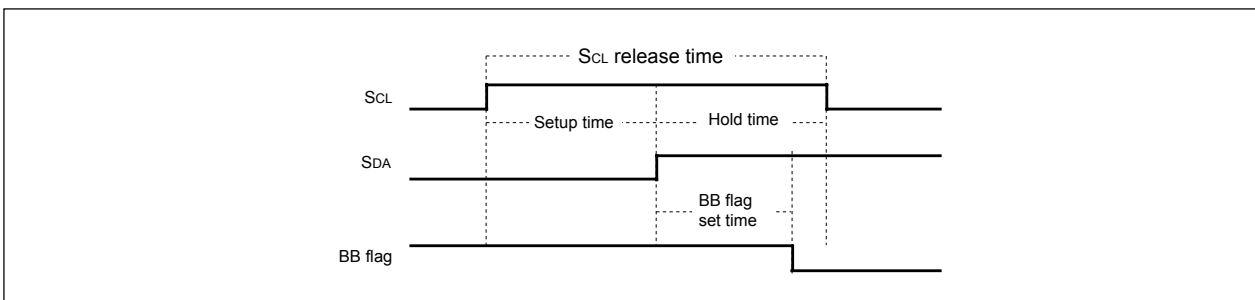 SCL release time
SCL
Setup time
Hold time
SDA
BB flag
set time
BB flag